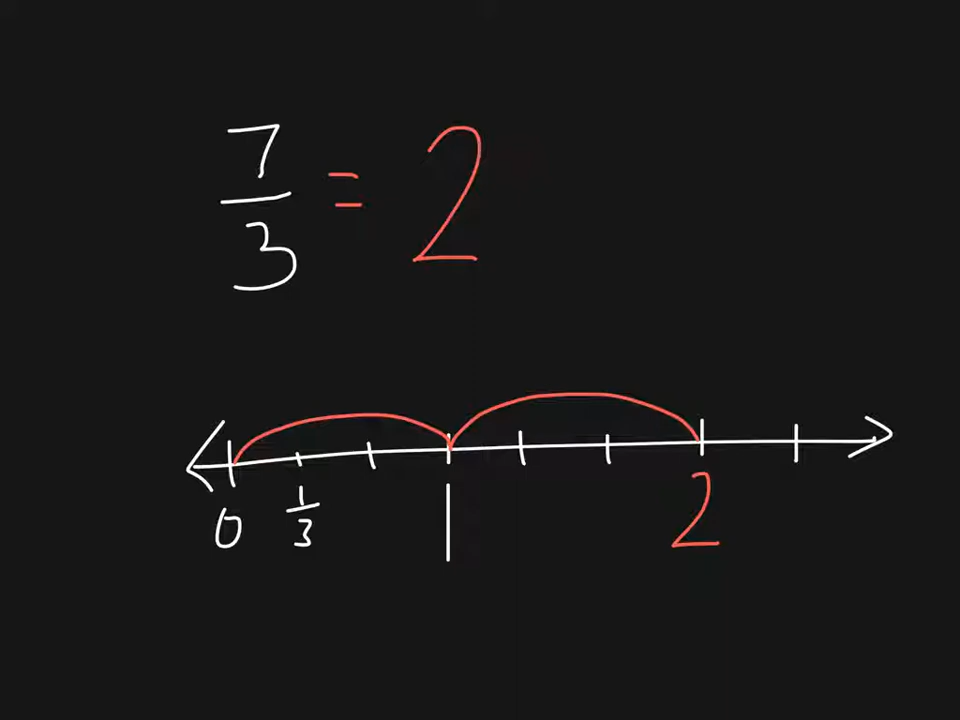 7/3 = 2
0 1/3 1 2